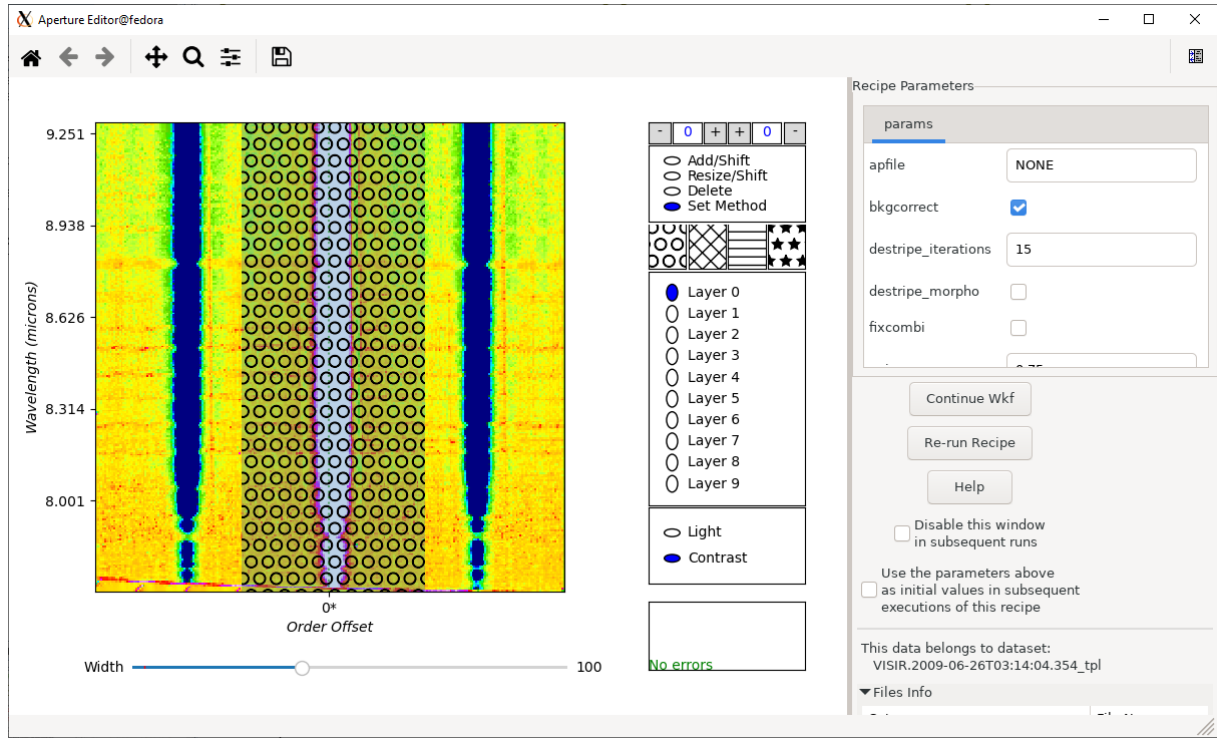 Aperture Editor@fedora
Recipe Parameters
params
apfile NONE
bkgcorrect
destripe_iterations 15
destripe_morpho
fixcombi
Continue Wkf
Re-run Recipe
Help
Disable this window
in subsequent runs
Use the parameters above
as initial values in subsequent
executions of this recipe
This data belongs to dataset:
VISIR.2009-06-26T03:14:04.354_tpl
Files Info
- 0 + + 0 -
Add/Shift
Resize/Shift
Delete
Set Method
Layer 0
Layer 1
Layer 2
Layer 3
Layer 4
Layer 5
Layer 6
Layer 7
Layer 8
Layer 9
Light
Contrast
No errors
Wavelength (microns)
9.251
8.938
8.626
8.314
8.001
0*
Order Offset
Width 100